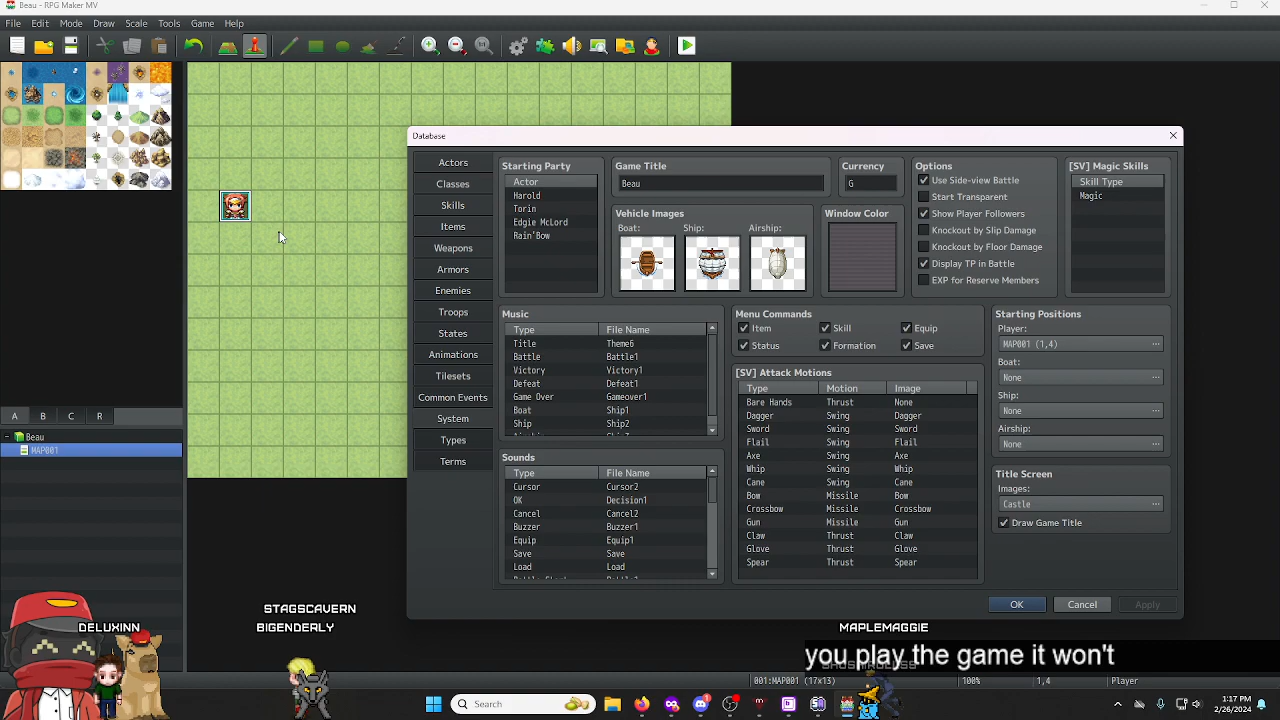 Beau - RPG Maker MV
File Edit Mode Draw Scale Tools Game Help
Database
Actors
Classes
Skills
Items
Weapons
Armors
Enemies
Troops
States
Animations
Tilesets
Common Events
System
Types
Terms
Starting Party
Actor
Harold
Torin
Edgie McLord
Rain'Bow
Game Title
Beau
Currency
G
Vehicle Images
Boat: Ship: Airship:
Window Color
Options
Use Side-view Battle
Start Transparent
Show Player Followers
Knockout by Slip Damage
Knockout by Floor Damage
Display TP in Battle
EXP for Reserve Members
[SV] Magic Skills
Skill Type
Magic
Music
Type File Name
Title Theme6
Battle Battle1
Victory Victory1
Defeat Defeat1
Game Over Gameover1
Boat Ship1
Ship Ship2
Menu Commands
Item Skill Equip
Status Formation Save
[SV] Attack Motions
Type Motion Image
Bare Hands Thrust None
Dagger Swing Dagger
Sword Swing Sword
Flail Swing Flail
Axe Swing Axe
Whip Swing Whip
Cane Swing Cane
Bow Missile Bow
Crossbow Missile Crossbow
Gun Missile Gun
Claw Thrust Claw
Glove Thrust Glove
Spear Thrust Spear
Starting Positions
Player:
MAP001 (1,4) ...
Boat:
None ...
Ship:
None ...
Airship:
None ...
Title Screen
Images:
Castle ...
Draw Game Title
Sounds
Type File Name
Cursor Cursor2
OK Decision1
Cancel Cancel2
Buzzer Buzzer1
Equip Equip1
Save Save
Load Load
OK Cancel Apply
A B C R
Beau
MAP001
STAGSCAVERN
BIGENDERLY
DELUXINN
MAPLEMAGGIE
you play the game it won't
001:MAP001 (17x13) 100% 1,4 Player
Search
1:17 PM
2/26/2024